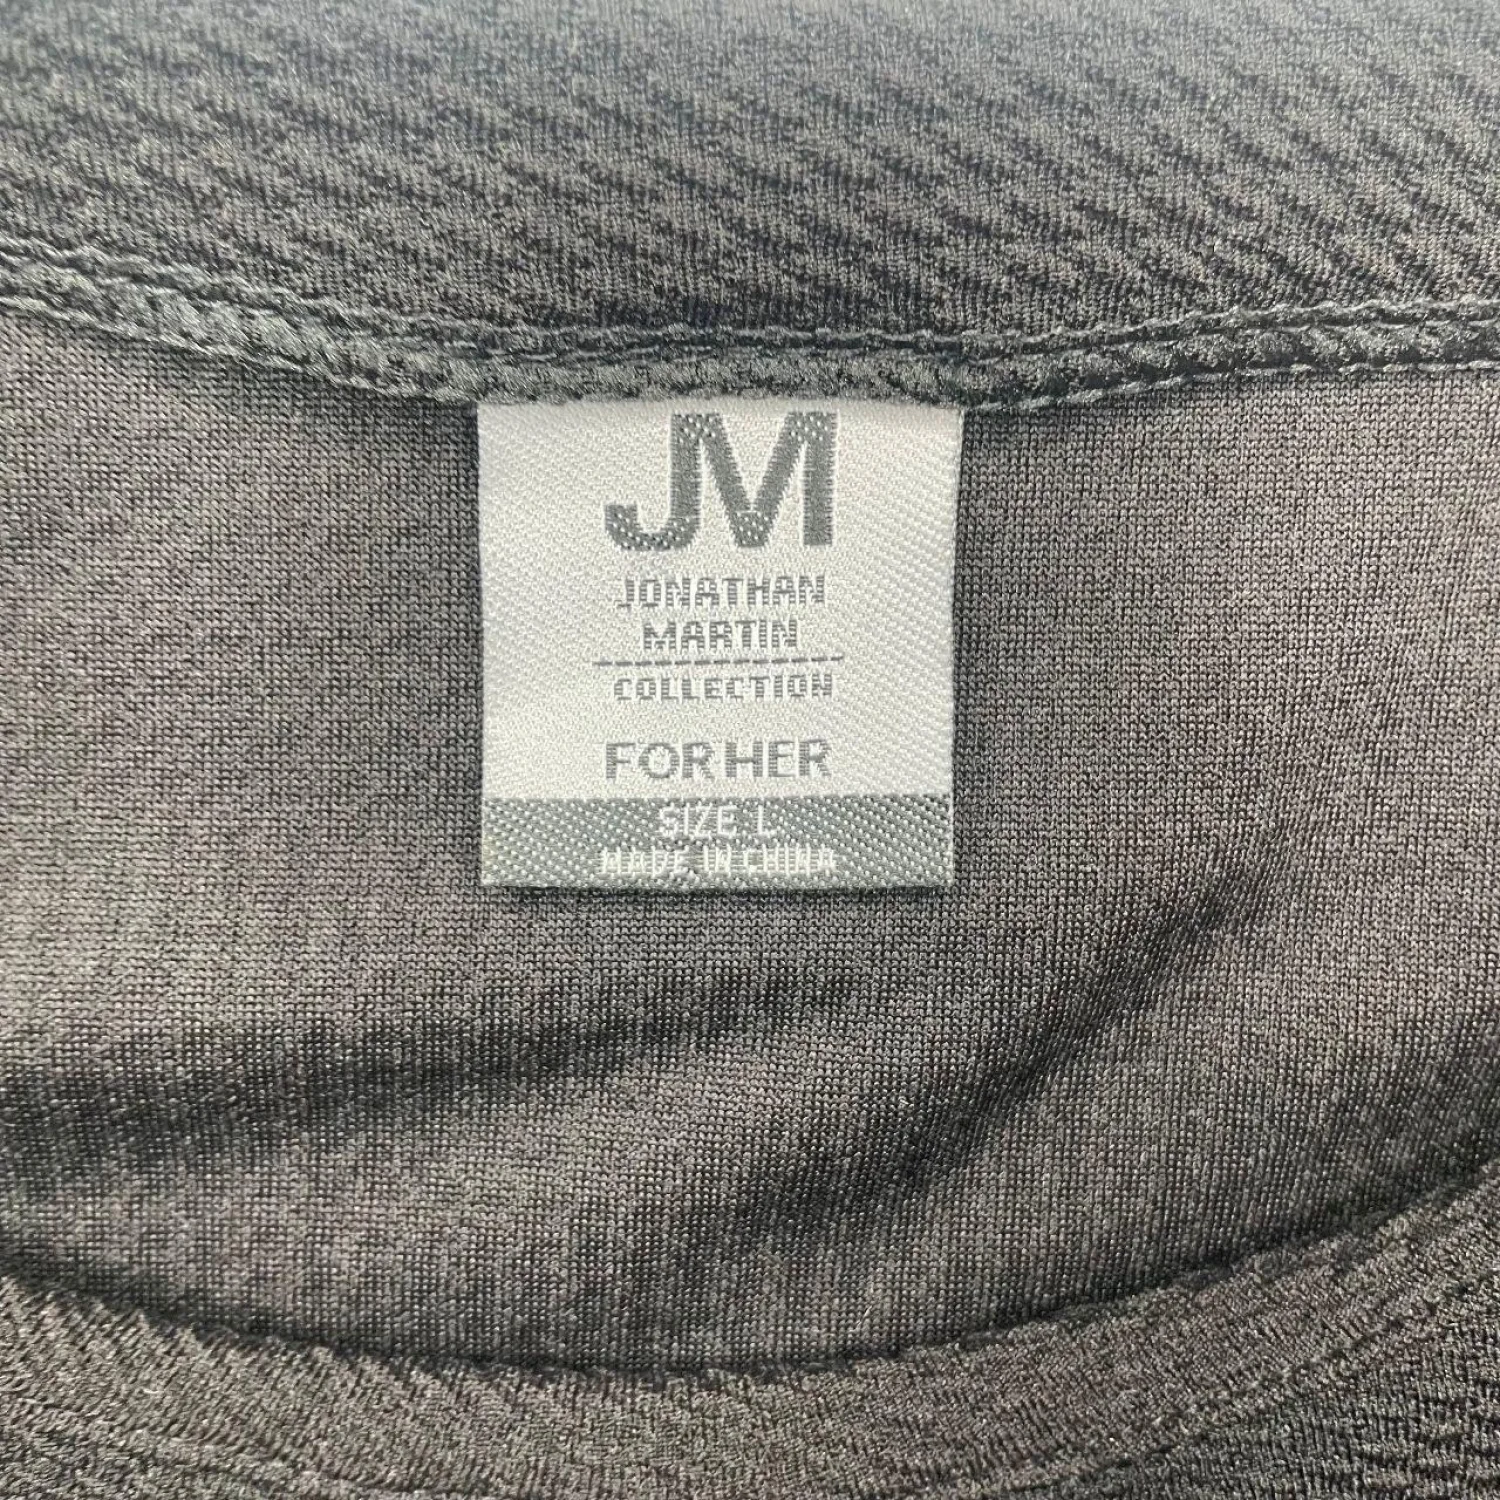 JM
JONATHAN
MARTIN
COLLECTION
FOR HER
SIZE L
MADE IN CHINA